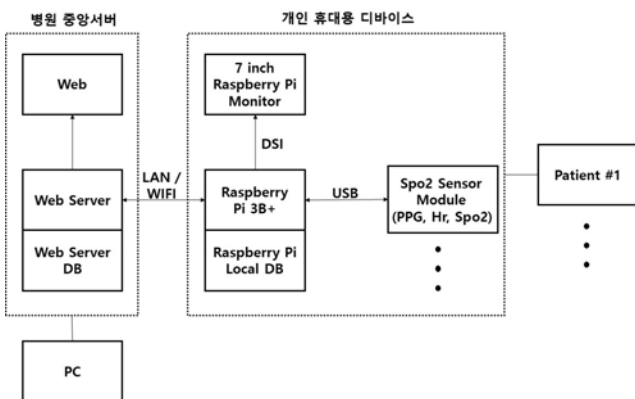 병원 중앙서버
개인 휴대용 디바이스
Web
7 inch
Raspberry Pi
Monitor
DSI
LAN /
WIFI
Web Server
Raspberry
Pi 3B+
USB
Spo2 Sensor
Module
(PPG, Hr, Spo2)
Patient #1
Web Server
DB
Raspberry Pi
Local DB
PC